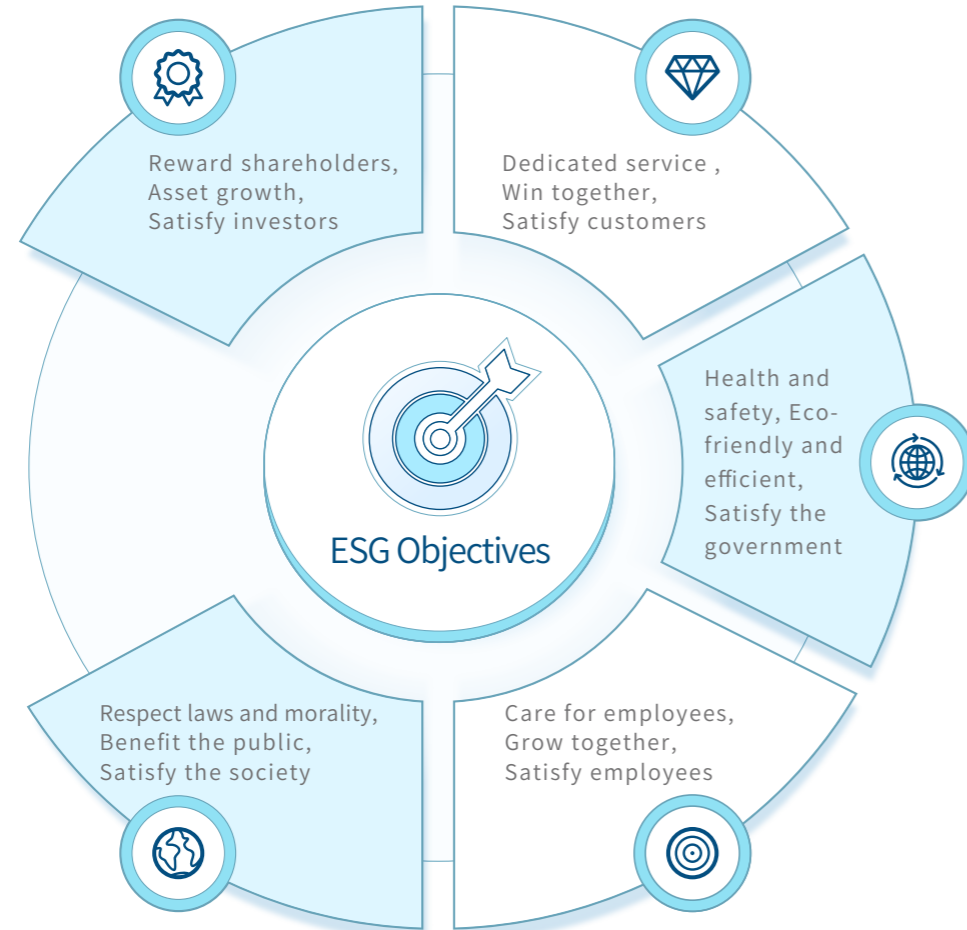 Reward shareholders,
Asset growth,
Satisfy investors
Dedicated service ,
Win together,
Satisfy customers
Health and
safety, Eco-
friendly and
efficient,
Satisfy the
government
ESG Objectives
Respect laws and morality,
Benefit the public,
Satisfy the society
Care for employees,
Grow together,
Satisfy employees